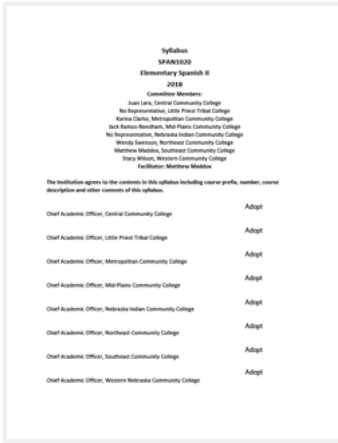 Syllabus
SPAN1020
Elementary Spanish II
2018
Committee Members:
Juan Lara, Central Community College
No Representative, Little Priest Tribal College
Karina Clarke, Metropolitan Community College
Jack Ramos-Needham, Mid-Plains Community College
No Representative, Nebraska Indian Community College
Wendy Swenson, Northeast Community College
Matthew Maddox, Southeast Community College
Stacy Wilson, Western Community College
Facilitator: Matthew Maddox
The Institution agrees to the contents in this syllabus including course prefix, number, course
description and other contents of this syllabus.
Adopt
Chief Academic Officer, Central Community College
Adopt
Chief Academic Officer, Little Priest Tribal College
Adopt
Chief Academic Officer, Metropolitan Community College
Adopt
Chief Academic Officer, Mid-Plains Community College
Adopt
Chief Academic Officer, Nebraska Indian Community College
Adopt
Chief Academic Officer, Northeast Community College
Adopt
Chief Academic Officer, Southeast Community College
Adopt
Chief Academic Officer, Western Nebraska Community College